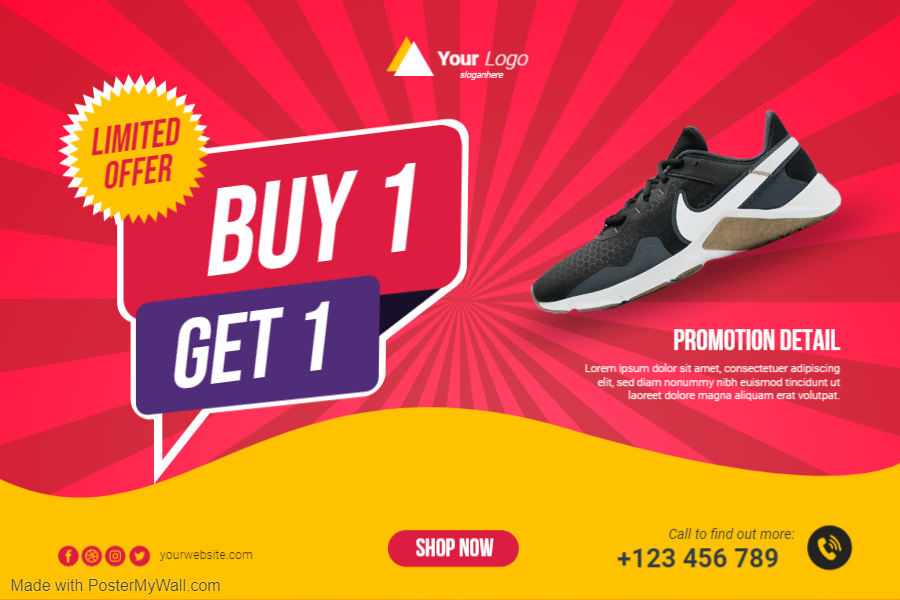 Your Logo
sloganhere
LIMITED
OFFER
BUY 1
GET 1
PROMOTION DETAIL
Lorem ipsum dolor sit amet, consectetuer adipiscing
elit, sed diam nonummy nibh euismod tincidunt ut
laoreet dolore magna aliquam erat volutpat.
yourwebsite.com
SHOP NOW
Call to find out more:
+123 456 789
Made with PosterMyWall.com